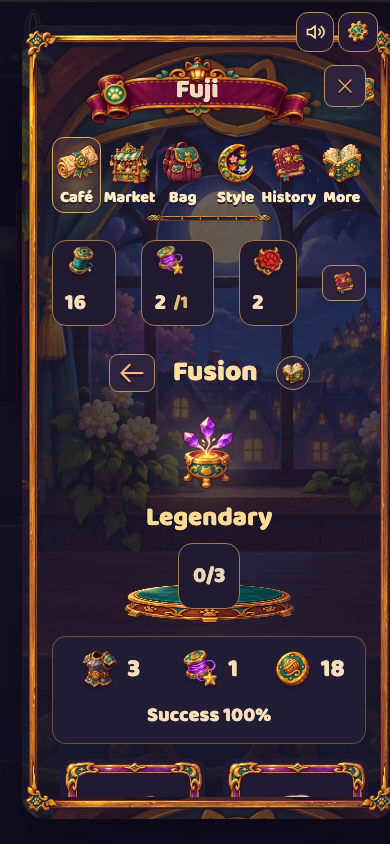 Fuji
Café Market Bag Style History More
16 2 /1 2
Fusion
Legendary
0/3
3 1 18
Success 100%